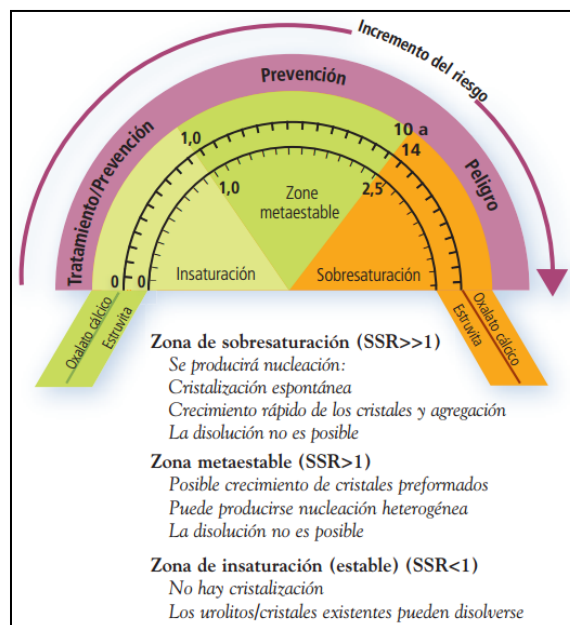 Incremento del riesgo
Prevención
Tratamiento/Prevención
Peligro
1,0
10 a
14
1,0
2,5
Zone
metaestable
Insaturación
Sobresaturación
0
0
Oxalato cálcico
Estruvita
Estruvita
Oxalato cálcico
Zona de sobresaturación (SSR>>1)
Se producirá nucleación:
Cristalización espontánea
Crecimiento rápido de los cristales y agregación
La disolución no es posible
Zona metaestable (SSR>1)
Posible crecimiento de cristales preformados
Puede producirse nucleación heterogénea
La disolución no es posible
Zona de insaturación (estable) (SSR<1)
No hay cristalización
Los urolitos/cristales existentes pueden disolverse